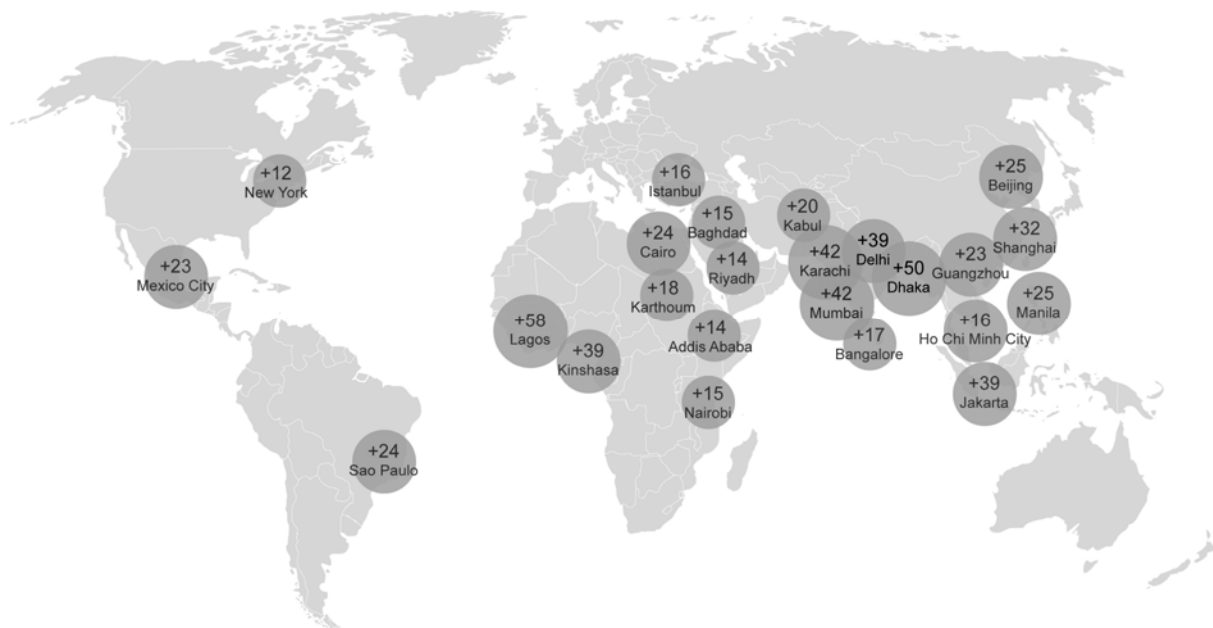 +12
New York
+23
Mexico City
+24
Sao Paulo
+16
Istanbul
+15
Baghdad
+24
Cairo
+14
Riyadh
+18
Karthoum
+58
Lagos
+39
Kinshasa
+14
Addis Ababa
+15
Nairobi
+20
Kabul
+42
Karachi
+39
Delhi
+50
Dhaka
+42
Mumbai
+17
Bangalore
+25
Beijing
+32
Shanghai
+23
Guangzhou
+25
Manila
+16
Ho Chi Minh City
+39
Jakarta